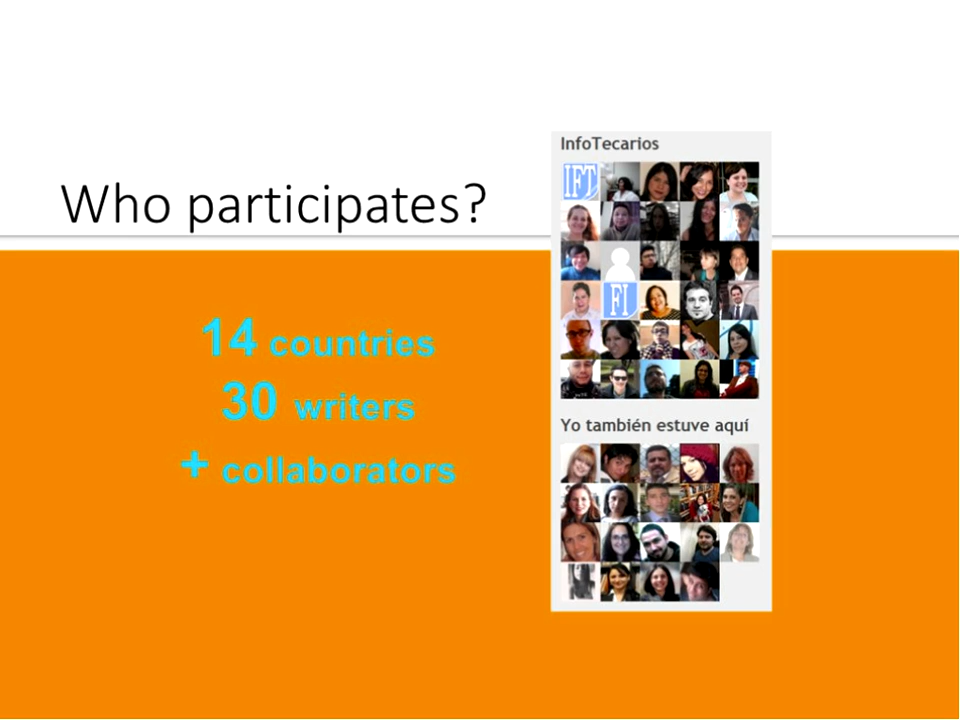 Who participates?
14 countries
30 writers
+ collaborators
InfoTecarios
IFT
FI
Yo también estuve aquí